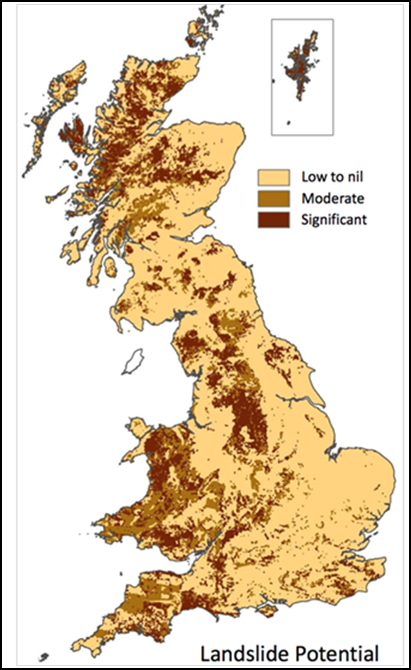 Low to nil
Moderate
Significant
Landslide Potential